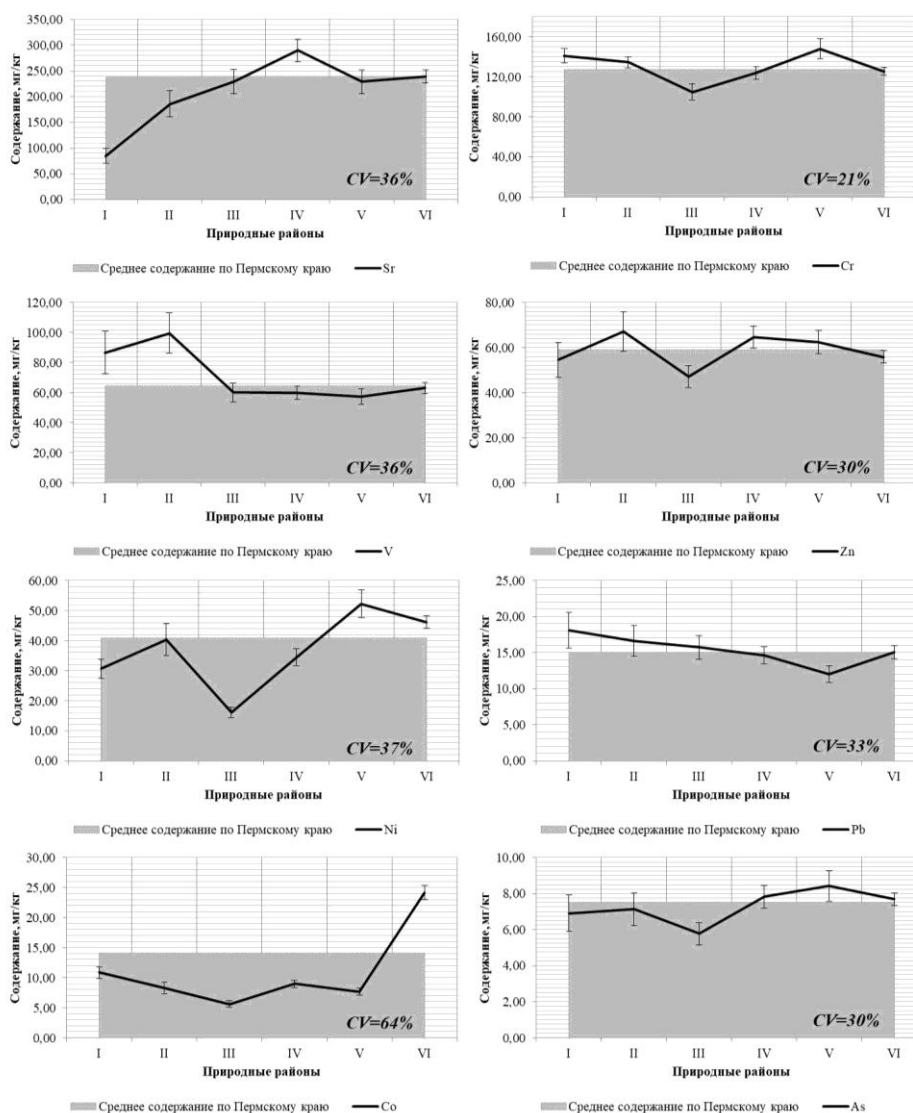 350,00
300,00
250,00
200,00
150,00
100,00
50,00
0,00
Содержание, мг/кг
CV=36%
I II III IV V VI
Природные районы
Среднее содержание по Пермскому краю Sr
160,00
120,00
80,00
40,00
0,00
Содержание, мг/кг
CV=21%
I II III IV V VI
Природные районы
Среднее содержание по Пермскому краю Cr
120,00
100,00
80,00
60,00
40,00
20,00
0,00
Содержание, мг/кг
CV=36%
I II III IV V VI
Природные районы
Среднее содержание по Пермскому краю V
80,00
60,00
40,00
20,00
0,00
Содержание, мг/кг
CV=30%
I II III IV V VI
Природные районы
Среднее содержание по Пермскому краю Zn
60,00
50,00
40,00
30,00
20,00
10,00
0,00
Содержание, мг/кг
CV=37%
I II III IV V VI
Природные районы
Среднее содержание по Пермскому краю Ni
25,00
20,00
15,00
10,00
5,00
0,00
Содержание, мг/кг
CV=33%
I II III IV V VI
Природные районы
Среднее содержание по Пермскому краю Pb
30,00
25,00
20,00
15,00
10,00
5,00
0,00
Содержание, мг/кг
CV=64%
I II III IV V VI
Природные районы
Среднее содержание по Пермскому краю Co
10,00
8,00
6,00
4,00
2,00
0,00
Содержание, мг/кг
CV=30%
I II III IV V VI
Природные районы
Среднее содержание по Пермскому краю As